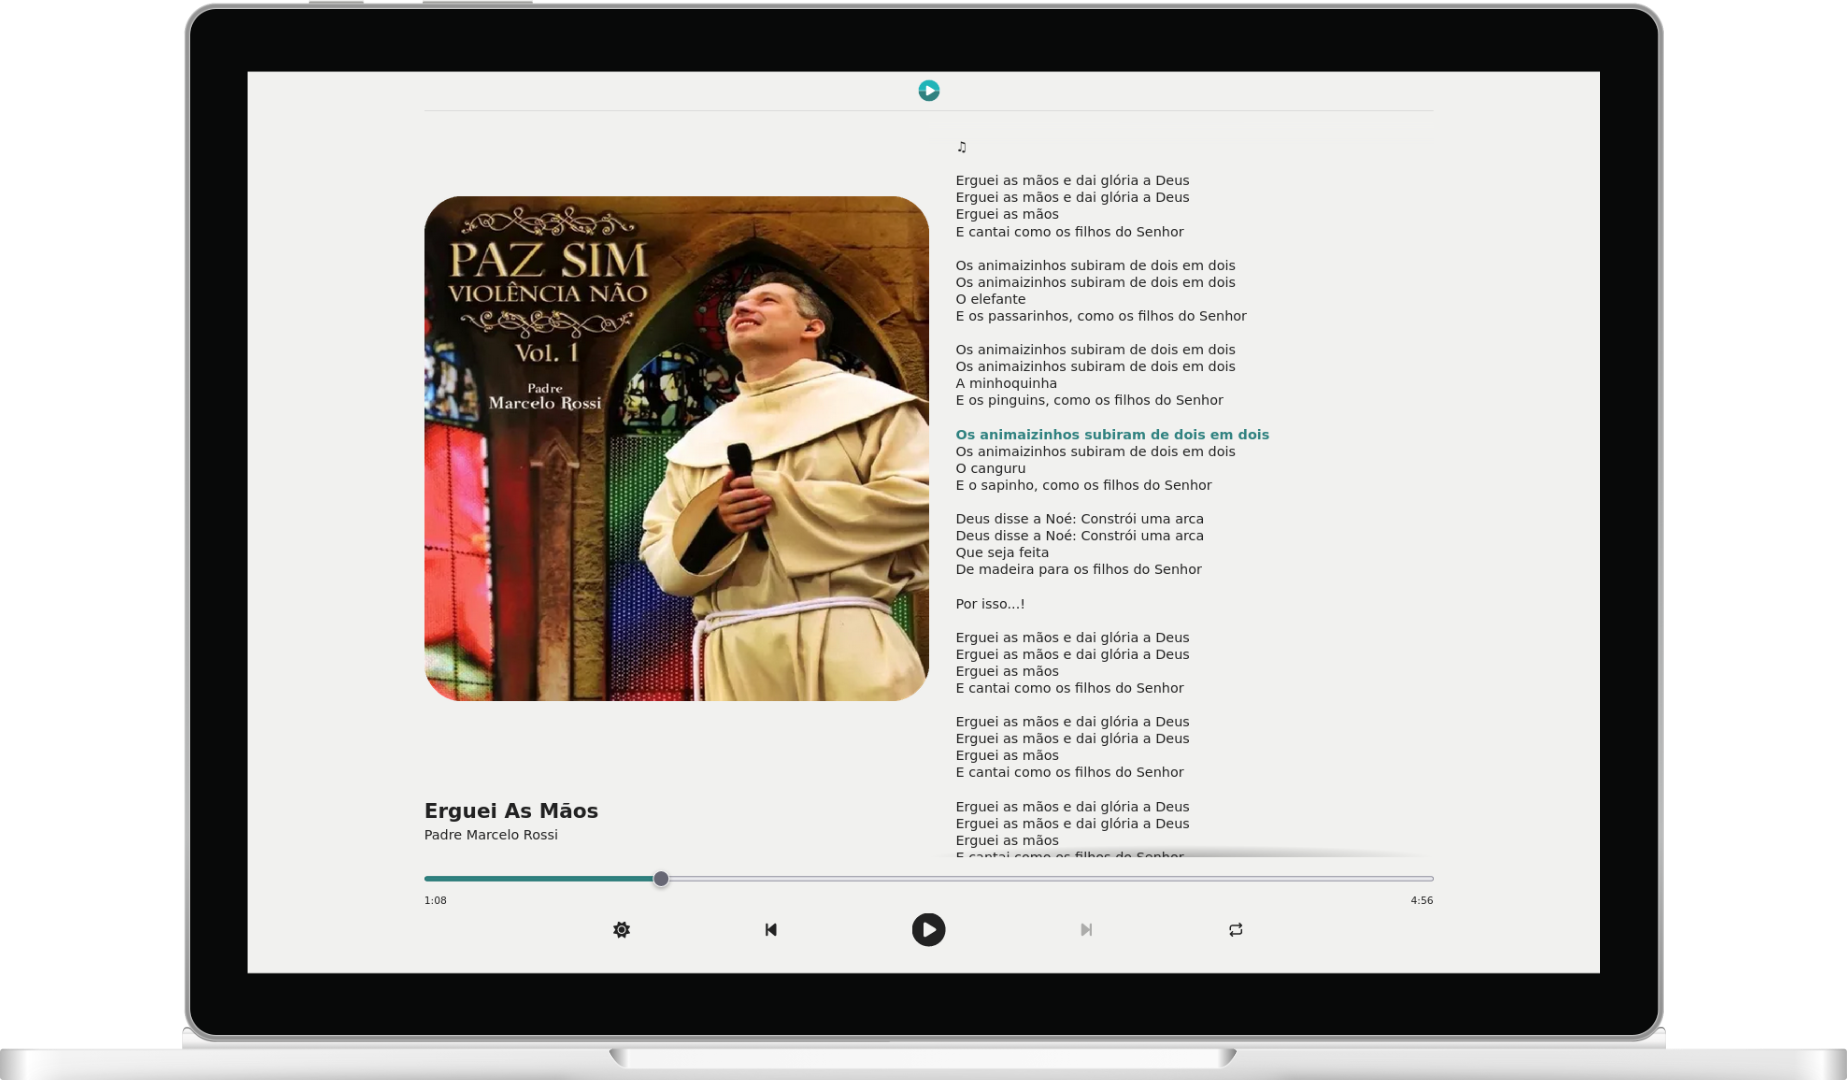 PAZ SIM
VIOLÊNCIA NÃO
Vol. 1
Padre
Marcelo Rossi
Erguei As Mãos
Padre Marcelo Rossi
♫
Erguei as mãos e dai glória a Deus
Erguei as mãos e dai glória a Deus
Erguei as mãos
E cantai como os filhos do Senhor
Os animaizinhos subiram de dois em dois
Os animaizinhos subiram de dois em dois
O elefante
E os passarinhos, como os filhos do Senhor
Os animaizinhos subiram de dois em dois
Os animaizinhos subiram de dois em dois
A minhoquinha
E os pinguins, como os filhos do Senhor
Os animaizinhos subiram de dois em dois
Os animaizinhos subiram de dois em dois
O canguru
E o sapinho, como os filhos do Senhor
Deus disse a Noé: Constrói uma arca
Deus disse a Noé: Constrói uma arca
Que seja feita
De madeira para os filhos do Senhor
Por isso...!
Erguei as mãos e dai glória a Deus
Erguei as mãos e dai glória a Deus
Erguei as mãos
E cantai como os filhos do Senhor
Erguei as mãos e dai glória a Deus
Erguei as mãos e dai glória a Deus
Erguei as mãos
E cantai como os filhos do Senhor
Erguei as mãos e dai glória a Deus
Erguei as mãos e dai glória a Deus
Erguei as mãos
E cantai como os filhos do Senhor
1:08
4:56